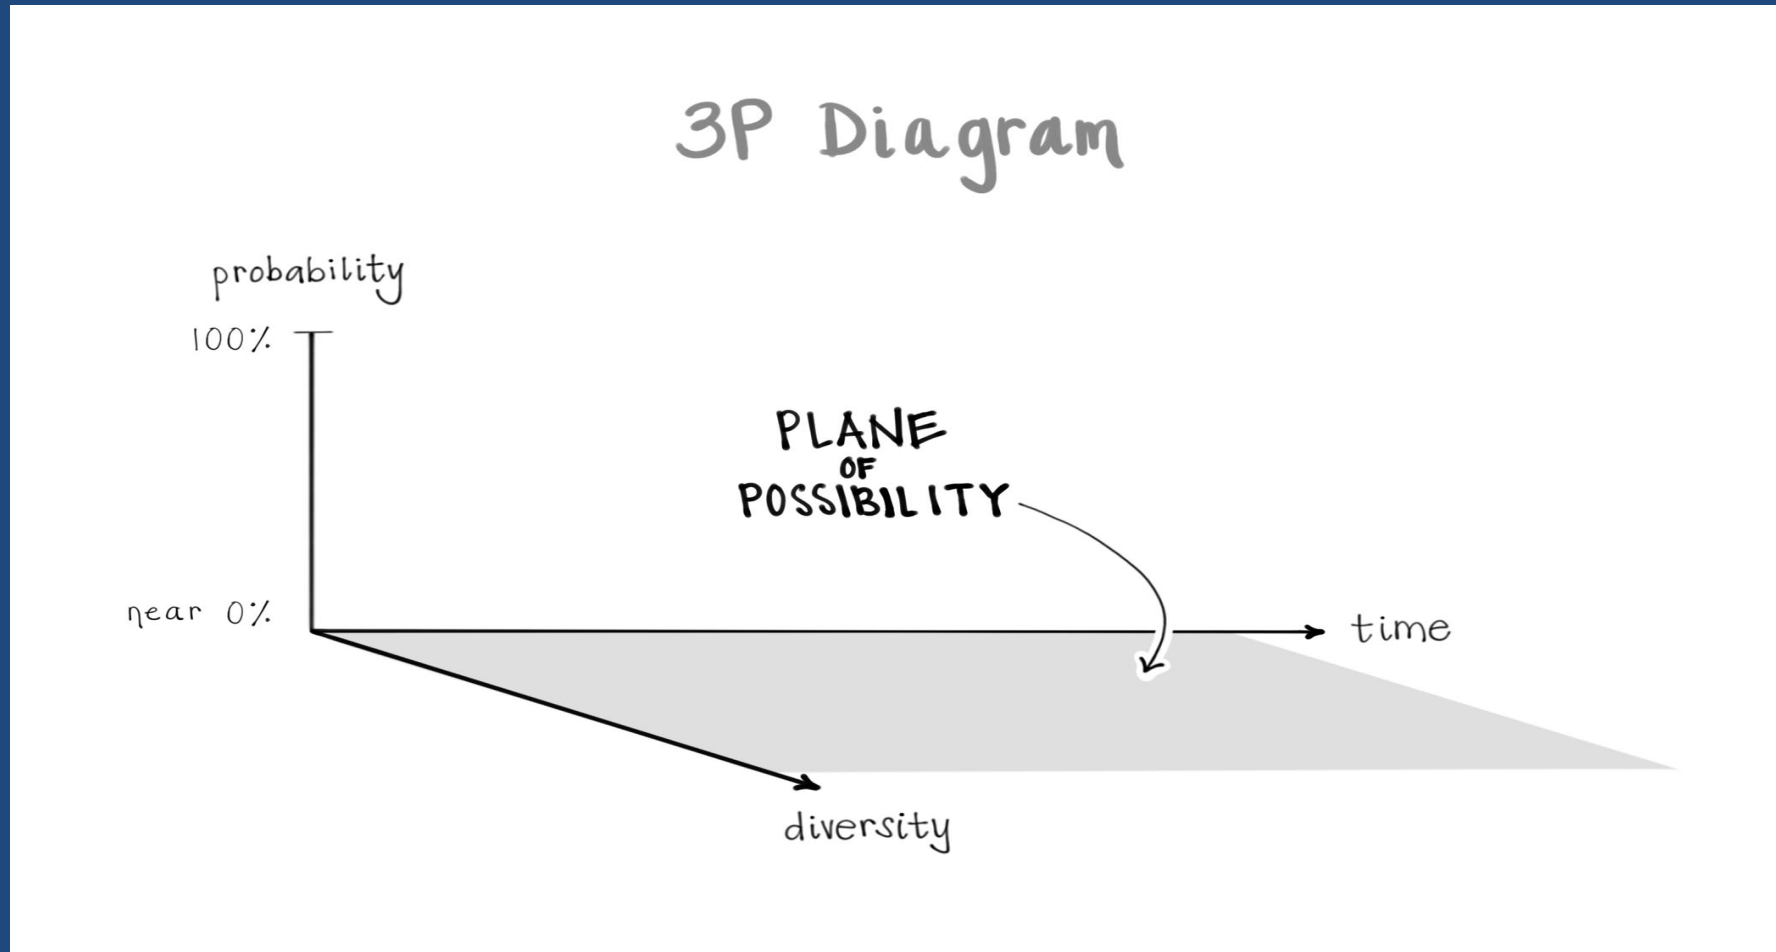 3P Diagram
probability
100%
PLANE
OF
POSSIBILITY
near 0%
time
diversity